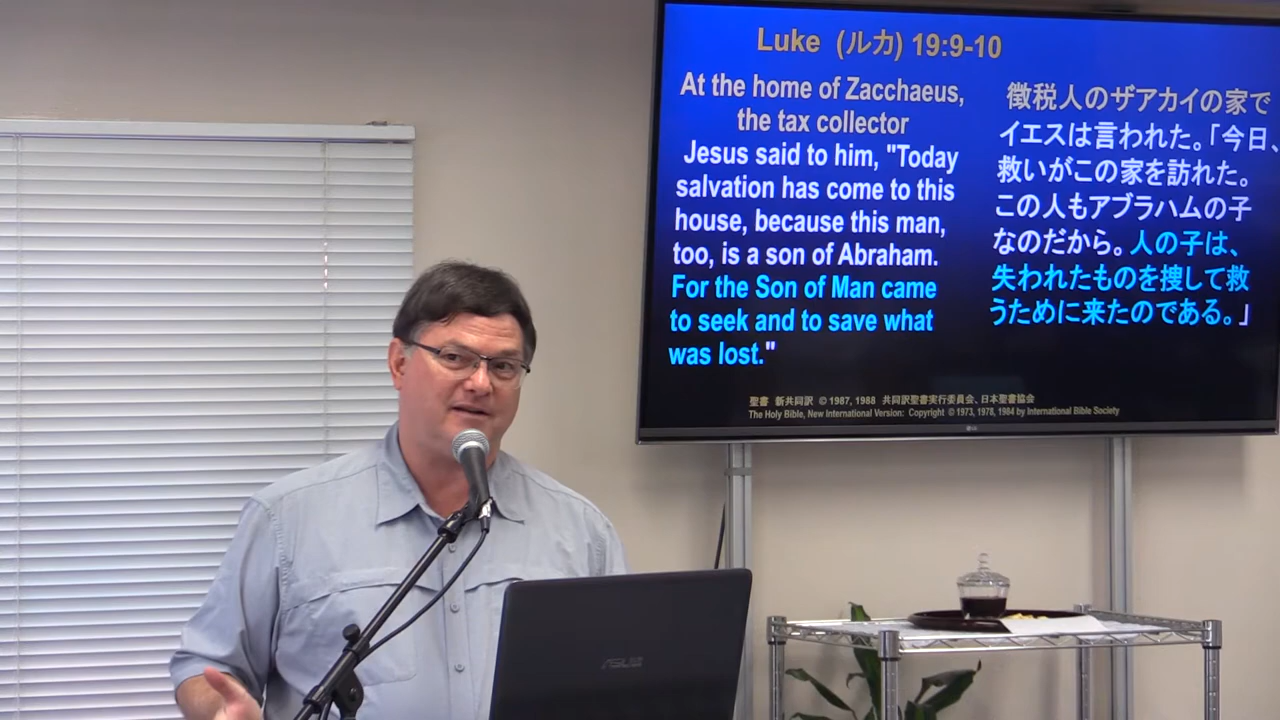 Luke (ルカ) 19:9-10
At the home of Zacchaeus,
the tax collector
Jesus said to him, "Today
salvation has come to this
house, because this man,
too, is a son of Abraham.
For the Son of Man came
to seek and to save what
was lost."
徴税人のザアカイの家で
イエスは言われた。「今日、
救いがこの家を訪れた。
この人もアブラハムの子
なのだから。人の子は、
失われたものを捜して救
うために来たのである。」
聖書 新共同訳 © 1987, 1988 共同訳聖書実行委員会、日本聖書協会
The Holy Bible, New International Version: Copyright © 1973, 1978, 1984 by International Bible Society
LG
ASUS